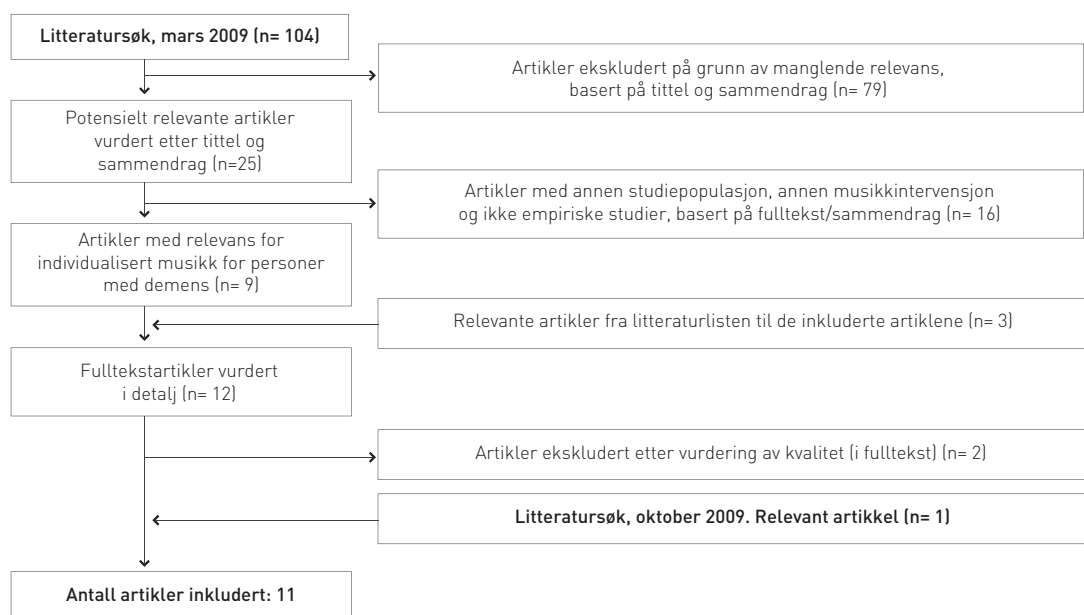 Litteratursøk, mars 2009 (n= 104)
Artikler ekskludert på grunn av manglende relevans,
basert på tittel og sammendrag (n= 79)
Potensielt relevante artikler
vurdert etter tittel og
sammendrag (n=25)
Artikler med annen studiepopulasjon, annen musikkintervensjon
og ikke empiriske studier, basert på fulltekst/sammendrag (n= 16)
Artikler med relevans for
individualisert musikk for personer
med demens (n= 9)
Relevante artikler fra litteraturlisten til de inkluderte artiklene (n= 3)
Fulltekstartikler vurdert
i detalj (n= 12)
Artikler ekskludert etter vurdering av kvalitet (i fulltekst) (n= 2)
Litteratursøk, oktober 2009. Relevant artikkel (n= 1)
Antall artikler inkludert: 11